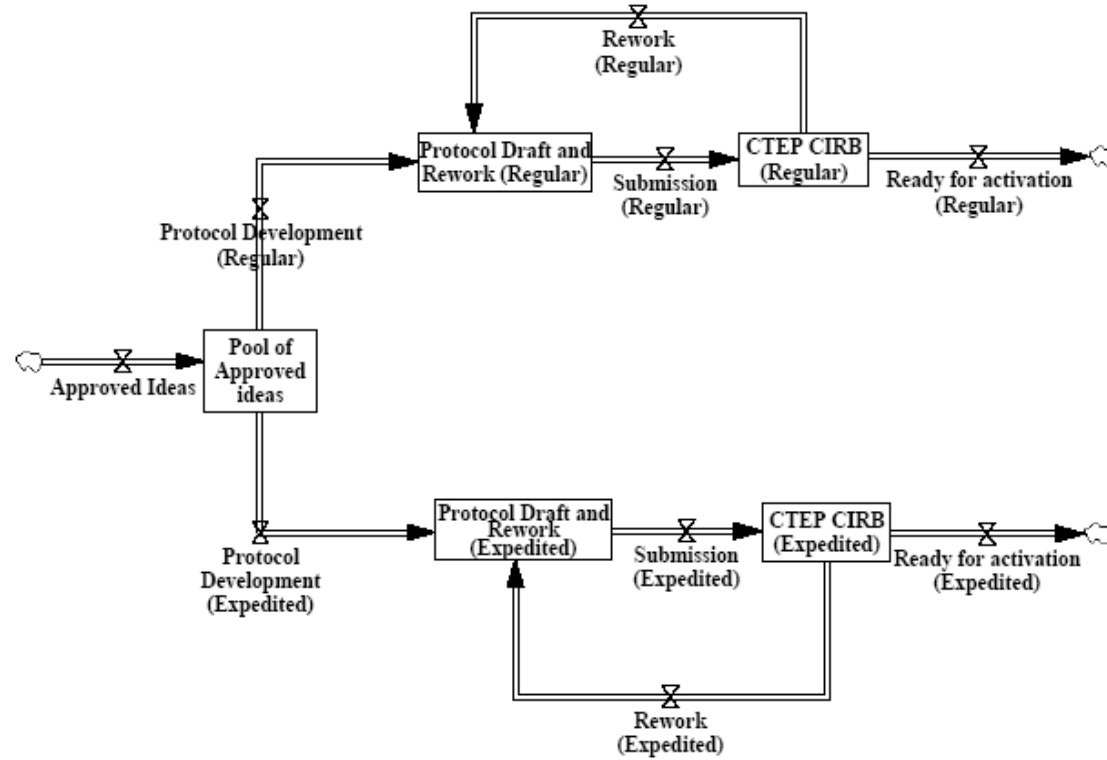 Rework
(Regular)
Protocol Draft and
Rework (Regular)
Submission
(Regular)
CTEP CIRB
(Regular)
Ready for activation
(Regular)
Protocol Development
(Regular)
Approved Ideas
Pool of
Approved
ideas
Protocol
Development
(Expedited)
Protocol Draft and
Rework
(Expedited)
Submission
(Expedited)
CTEP CIRB
(Expedited)
Ready for activation
(Expedited)
Rework
(Expedited)